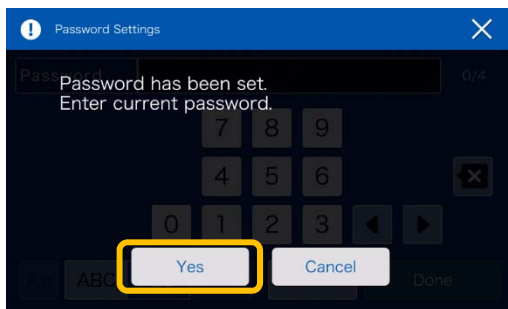 Password Settings
Password
0/4
Password has been set.
Enter current password.
7 8 9
4 5 6
0 1 2 3
Yes
Cancel
Aa
ABC
Done